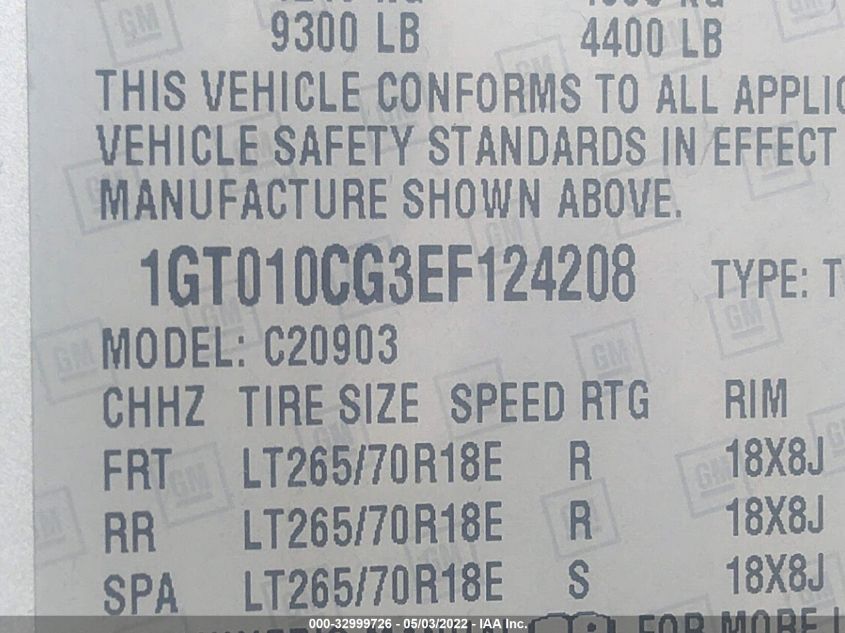 9300 LB 4400 LB
THIS VEHICLE CONFORMS TO ALL
VEHICLE SAFETY STANDARDS IN EFFECT
MANUFACTURE SHOWN ABOVE.
1GT010CG3EF124208 TYPE:
MODEL: C20903
CHHZ TIRE SIZE SPEED RTG RIM
FRT LT265/70R18E R 18X8J
RR LT265/70R18E R 18X8J
SPA LT265/70R18E S 18X8J
FOR MORE
000-32999726 - 05/03/2022 - IAA Inc.